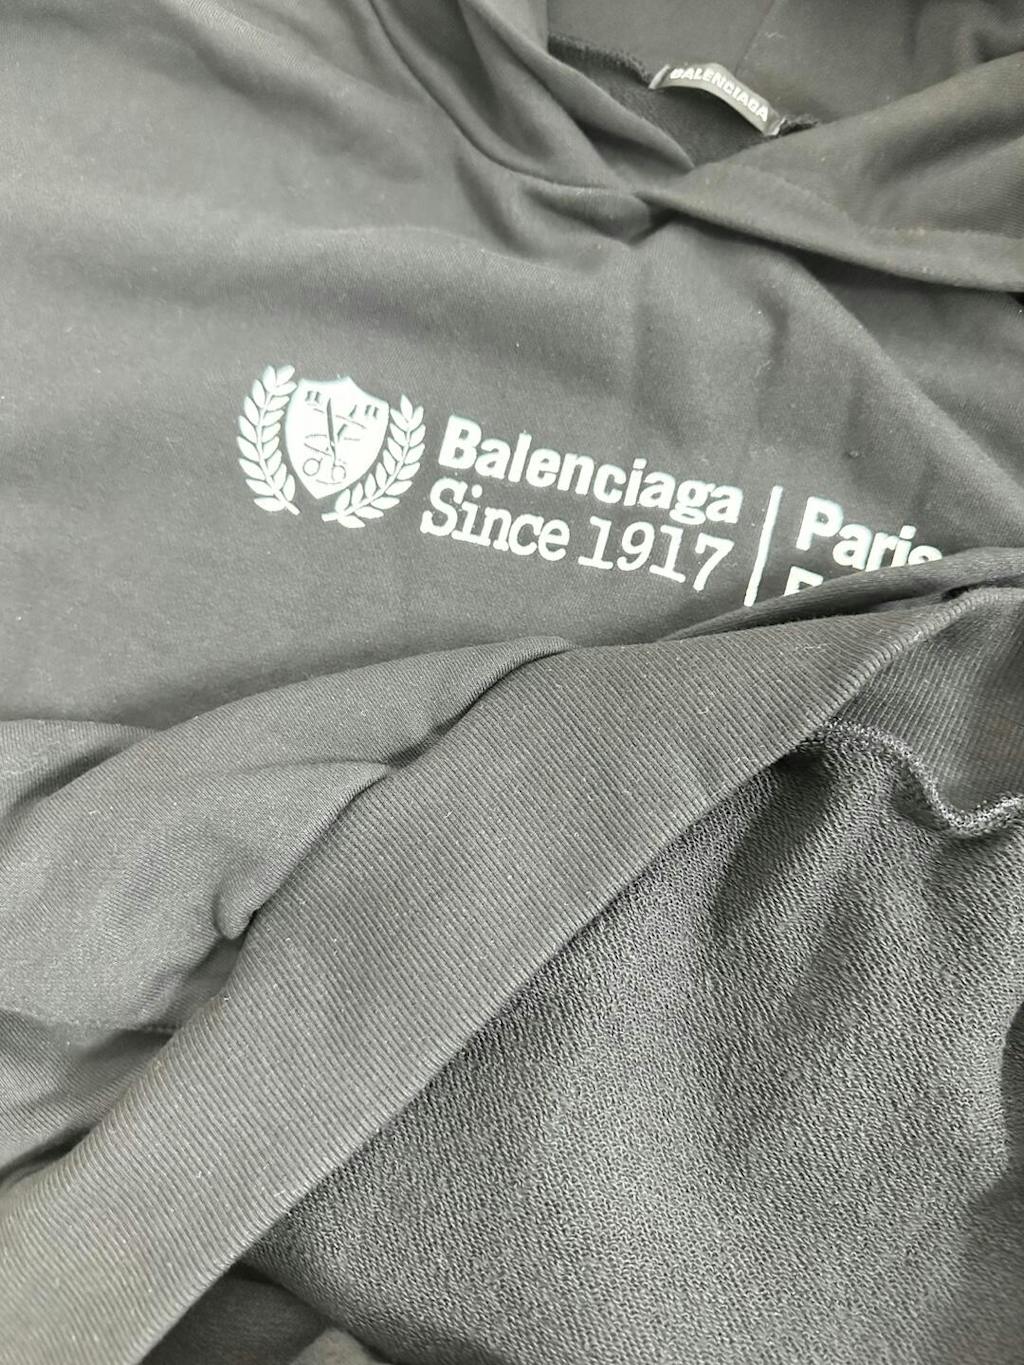 BALENCIAGA
Balenciaga | Paris
Since 1917